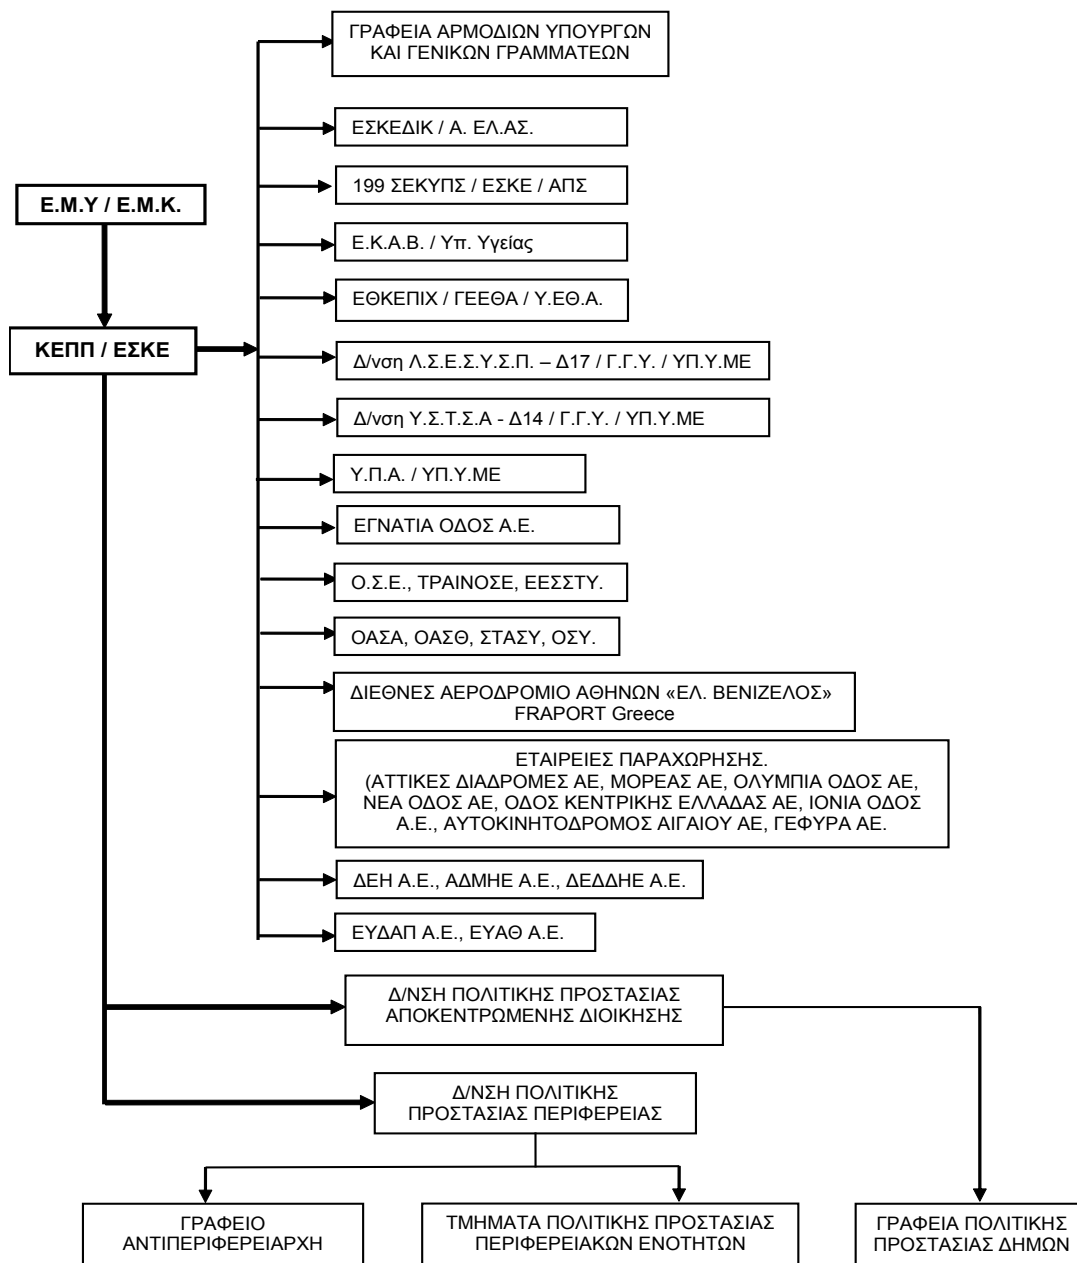 ΓΡΑΦΕΙΑ ΑΡΜΟΔΙΩΝ ΥΠΟΥΡΓΩΝ
ΚΑΙ ΓΕΝΙΚΩΝ ΓΡΑΜΜΑΤΕΩΝ
ΕΣΚΕΔΙΚ / Α. ΕΛ.ΑΣ.
199 ΣΕΚΥΠΣ / ΕΣΚΕ / ΑΠΣ
Ε.Μ.Υ / Ε.Μ.Κ.
Ε.Κ.Α.Β. / Υπ. Υγείας
ΕΘΚΕΠΙΧ / ΓΕΕΘΑ / Υ.ΕΘ.Α.
ΚΕΠΠ / ΕΣΚΕ
Δ/νση Λ.Σ.Ε.Σ.Υ.Σ.Π. – Δ17 / Γ.Γ.Υ. / ΥΠ.Υ.ΜΕ
Δ/νση Υ.Σ.Τ.Σ.Α - Δ14 / Γ.Γ.Υ. / ΥΠ.Υ.ΜΕ
Υ.Π.Α. / ΥΠ.Υ.ΜΕ
ΕΓΝΑΤΙΑ ΟΔΟΣ Α.Ε.
Ο.Σ.Ε., ΤΡΑΙΝΟΣΕ, ΕΕΣΣΤΥ.
ΟΑΣΑ, ΟΑΣΘ, ΣΤΑΣΥ, ΟΣΥ.
ΔΙΕΘΝΕΣ ΑΕΡΟΔΡΟΜΙΟ ΑΘΗΝΩΝ «ΕΛ. ΒΕΝΙΖΕΛΟΣ»
FRAPORT Greece
ΕΤΑΙΡΕΙΕΣ ΠΑΡΑΧΩΡΗΣΗΣ.
(ΑΤΤΙΚΕΣ ΔΙΑΔΡΟΜΕΣ ΑΕ, ΜΟΡΕΑΣ ΑΕ, ΟΛΥΜΠΙΑ ΟΔΟΣ ΑΕ,
ΝΕΑ ΟΔΟΣ ΑΕ, ΟΔΟΣ ΚΕΝΤΡΙΚΗΣ ΕΛΛΑΔΑΣ ΑΕ, ΙΟΝΙΑ ΟΔΟΣ
Α.Ε., ΑΥΤΟΚΙΝΗΤΟΔΡΟΜΟΣ ΑΙΓΑΙΟΥ ΑΕ, ΓΕΦΥΡΑ ΑΕ.
ΔΕΗ Α.Ε., ΑΔΜΗΕ Α.Ε., ΔΕΔΔΗΕ Α.Ε.
ΕΥΔΑΠ Α.Ε., ΕΥΑΘ Α.Ε.
Δ/ΝΣΗ ΠΟΛΙΤΙΚΗΣ ΠΡΟΣΤΑΣΙΑΣ
ΑΠΟΚΕΝΤΡΩΜΕΝΗΣ ΔΙΟΙΚΗΣΗΣ
Δ/ΝΣΗ ΠΟΛΙΤΙΚΗΣ
ΠΡΟΣΤΑΣΙΑΣ ΠΕΡΙΦΕΡΕΙΑΣ
ΓΡΑΦΕΙΟ
ΑΝΤΙΠΕΡΙΦΕΡΕΙΑΡΧΗ
ΤΜΗΜΑΤΑ ΠΟΛΙΤΙΚΗΣ ΠΡΟΣΤΑΣΙΑΣ
ΠΕΡΙΦΕΡΕΙΑΚΩΝ ΕΝΟΤΗΤΩΝ
ΓΡΑΦΕΙΑ ΠΟΛΙΤΙΚΗΣ
ΠΡΟΣΤΑΣΙΑΣ ΔΗΜΩΝ